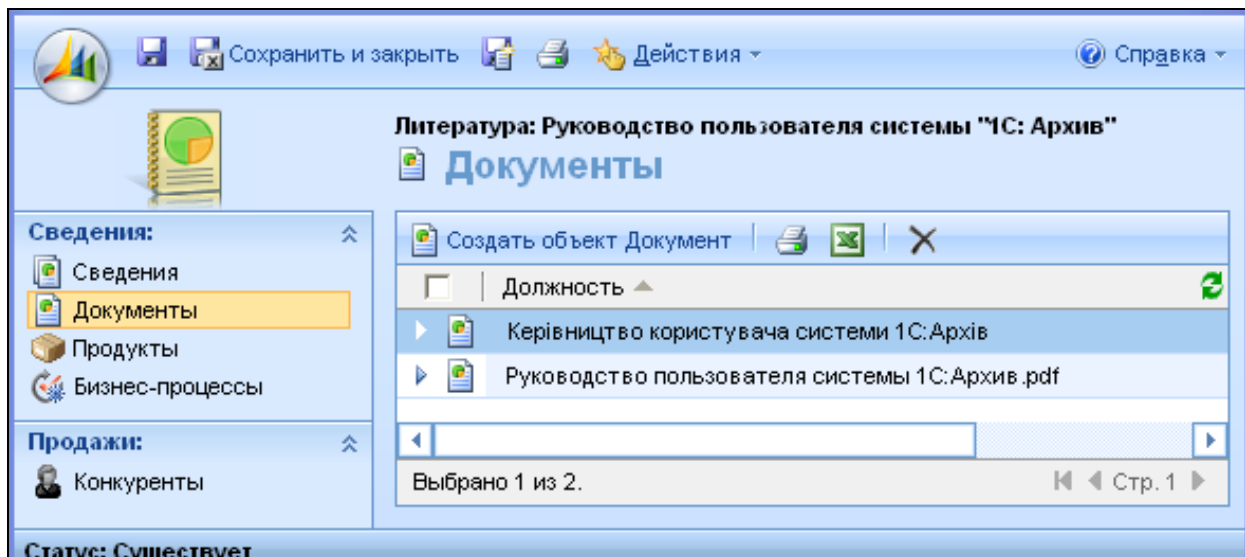 Сохранить и закрыть Действия Справка
Литература: Руководство пользователя системы "1С: Архив"
Документы
Сведения:
Сведения
Документы
Продукты
Бизнес-процессы
Продажи:
Конкуренты
Создать объект Документ
Должность
Керівництво користувача системи 1С:Архів
Руководство пользователя системы 1С:Архив.pdf
Выбрано 1 из 2. Стр. 1
Статус: Существует